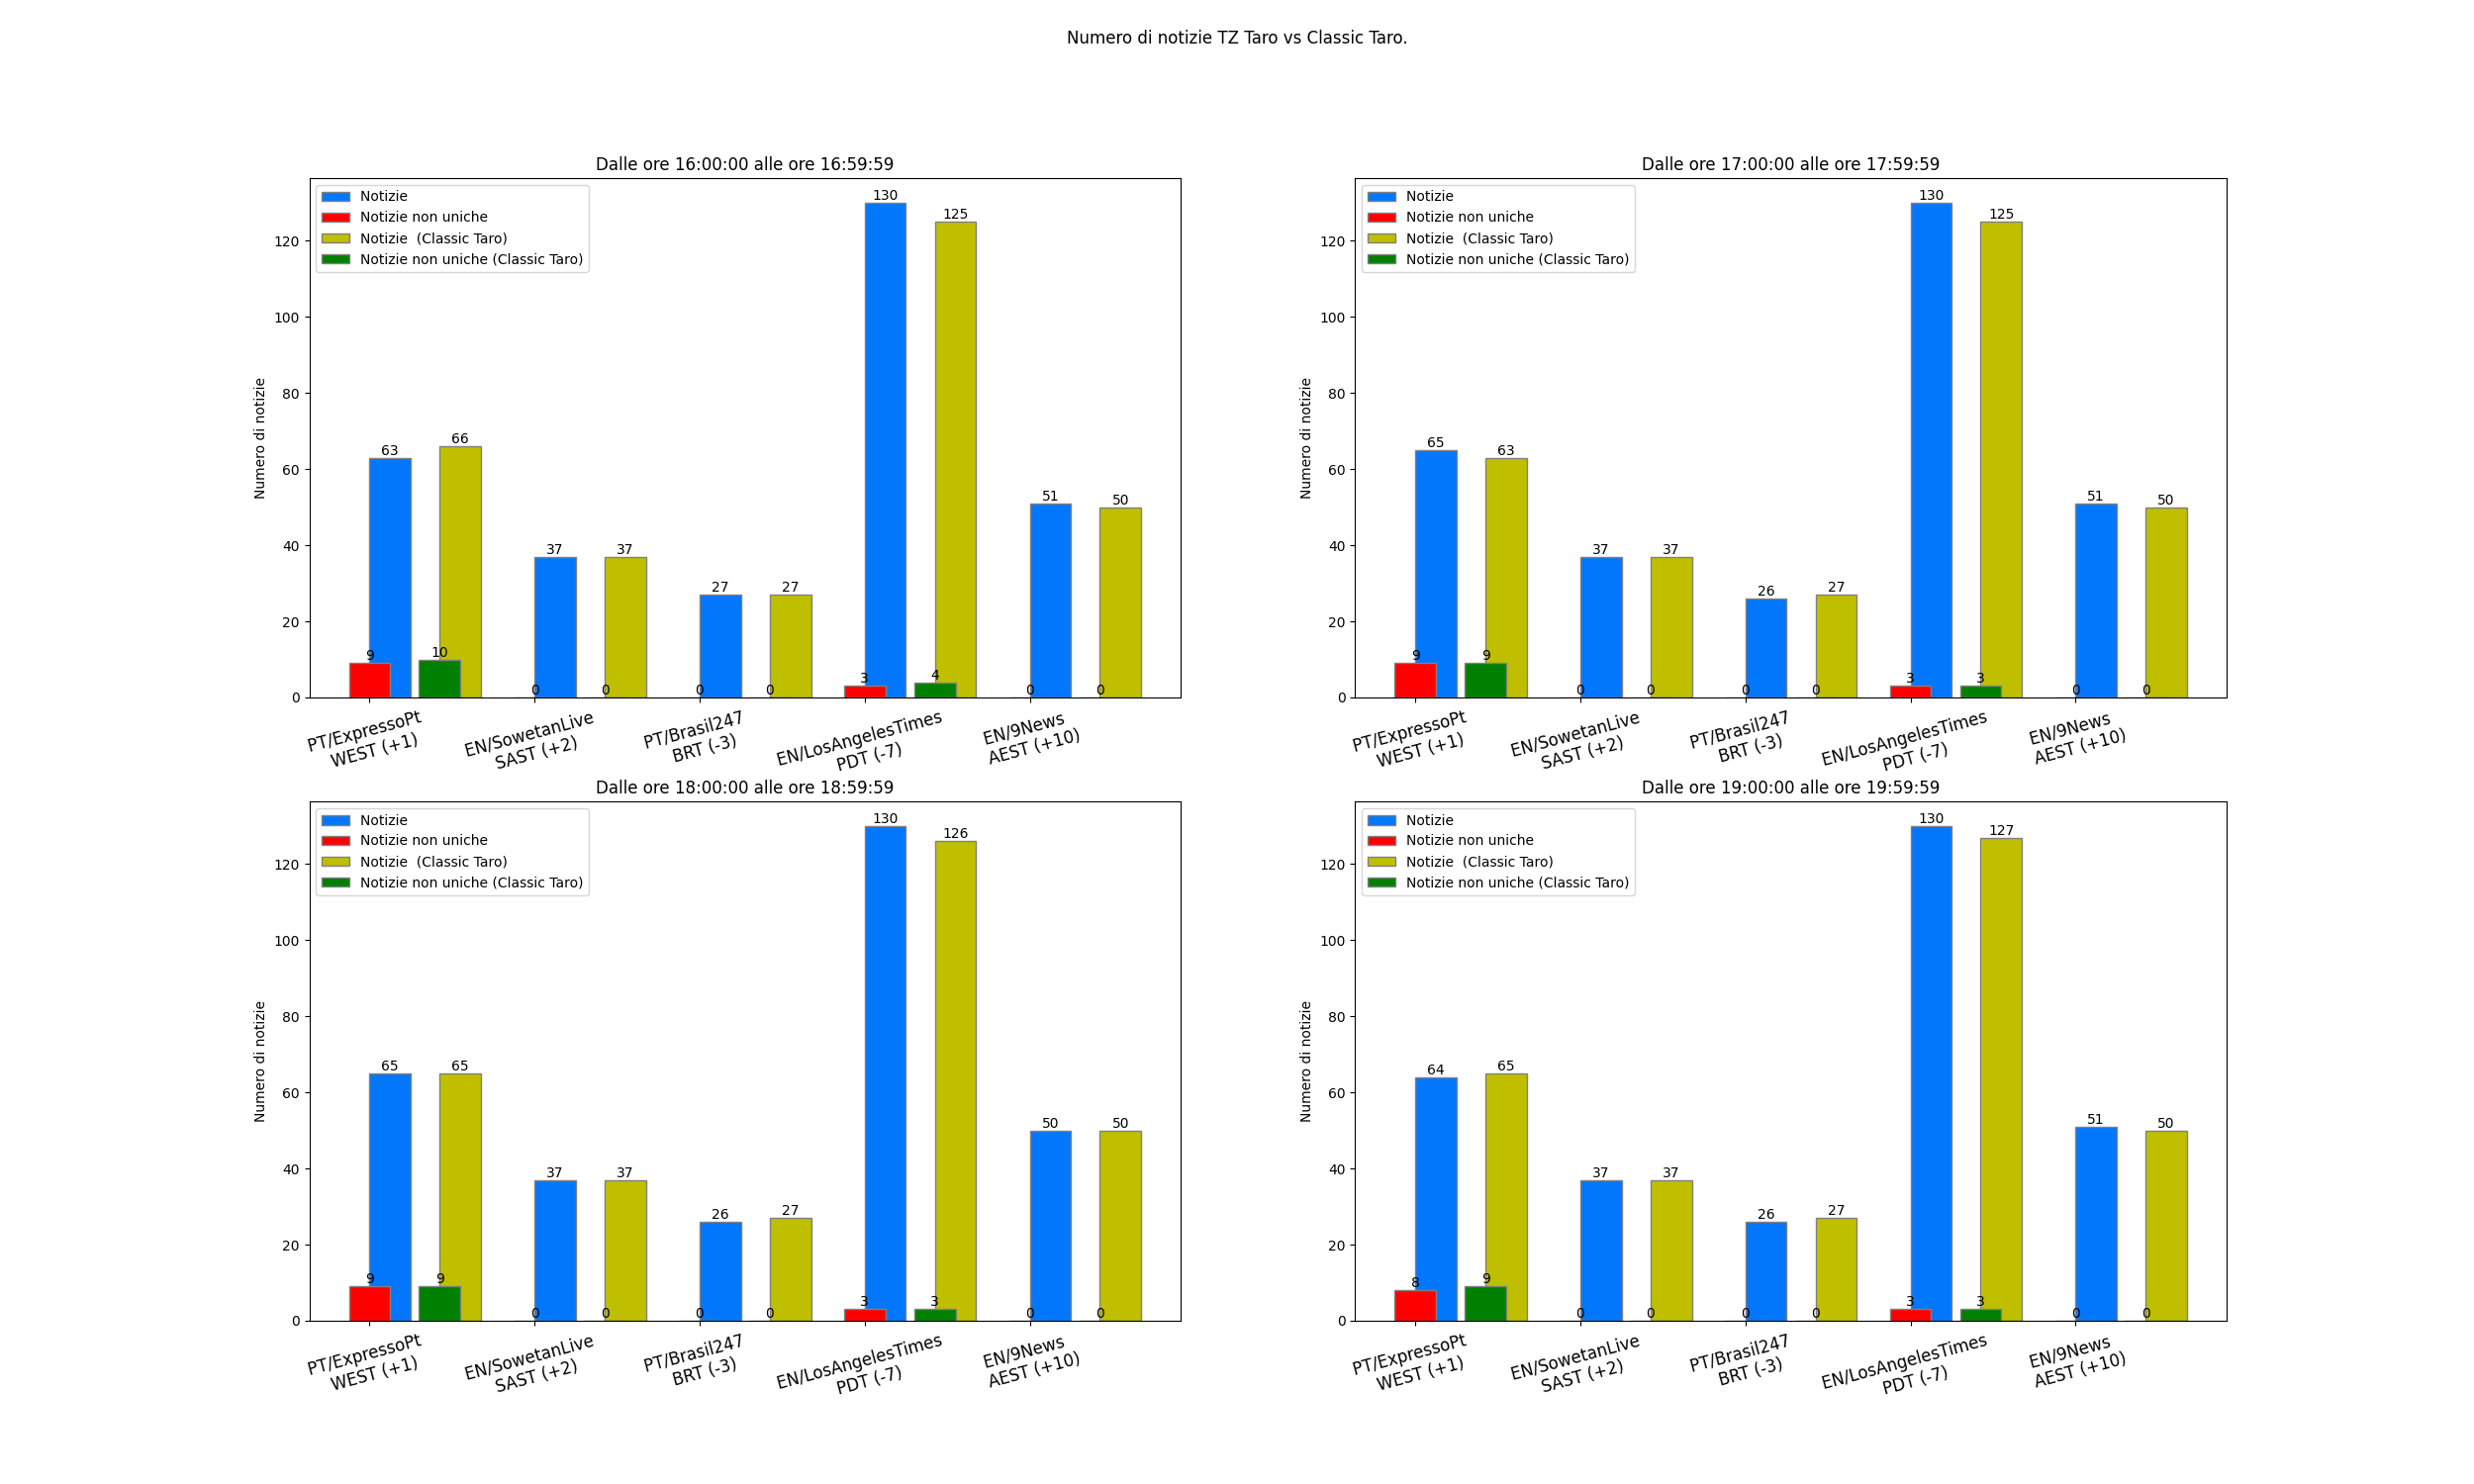 Numero di notizie TZ Taro vs Classic Taro.
Dalle ore 16:00:00 alle ore 16:59:59
Notizie
Notizie non uniche
Notizie  (Classic Taro)
Notizie non uniche (Classic Taro)
Numero di notizie
120
100
80
60
40
20
0
63
66
37
37
27
27
130
125
51
50
9
10
0
0
0
0
3
4
0
0
PT/ExpressoPt
WEST (+1)
EN/SowetanLive
SAST (+2)
PT/Brasil247
BRT (-3)
EN/LosAngelesTimes
PDT (-7)
EN/9News
AEST (+10)
Dalle ore 17:00:00 alle ore 17:59:59
Notizie
Notizie non uniche
Notizie  (Classic Taro)
Notizie non uniche (Classic Taro)
Numero di notizie
120
100
80
60
40
20
0
65
63
37
37
26
27
130
125
51
50
9
9
0
0
0
0
3
3
0
0
PT/ExpressoPt
WEST (+1)
EN/SowetanLive
SAST (+2)
PT/Brasil247
BRT (-3)
EN/LosAngelesTimes
PDT (-7)
EN/9News
AEST (+10)
Dalle ore 18:00:00 alle ore 18:59:59
Notizie
Notizie non uniche
Notizie  (Classic Taro)
Notizie non uniche (Classic Taro)
Numero di notizie
120
100
80
60
40
20
0
65
65
37
37
26
27
130
126
50
50
9
9
0
0
0
0
3
3
0
0
PT/ExpressoPt
WEST (+1)
EN/SowetanLive
SAST (+2)
PT/Brasil247
BRT (-3)
EN/LosAngelesTimes
PDT (-7)
EN/9News
AEST (+10)
Dalle ore 19:00:00 alle ore 19:59:59
Notizie
Notizie non uniche
Notizie  (Classic Taro)
Notizie non uniche (Classic Taro)
Numero di notizie
120
100
80
60
40
20
0
64
65
37
37
26
27
130
127
51
50
8
9
0
0
0
0
3
3
0
0
PT/ExpressoPt
WEST (+1)
EN/SowetanLive
SAST (+2)
PT/Brasil247
BRT (-3)
EN/LosAngelesTimes
PDT (-7)
EN/9News
AEST (+10)